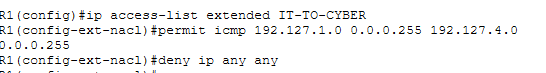 R1(config)#ip access-list extended IT-TO-CYBER
R1(config-ext-nacl)#permit icmp 192.127.1.0 0.0.0.255 192.127.4.0
0.0.0.255
R1(config-ext-nacl)#deny ip any any